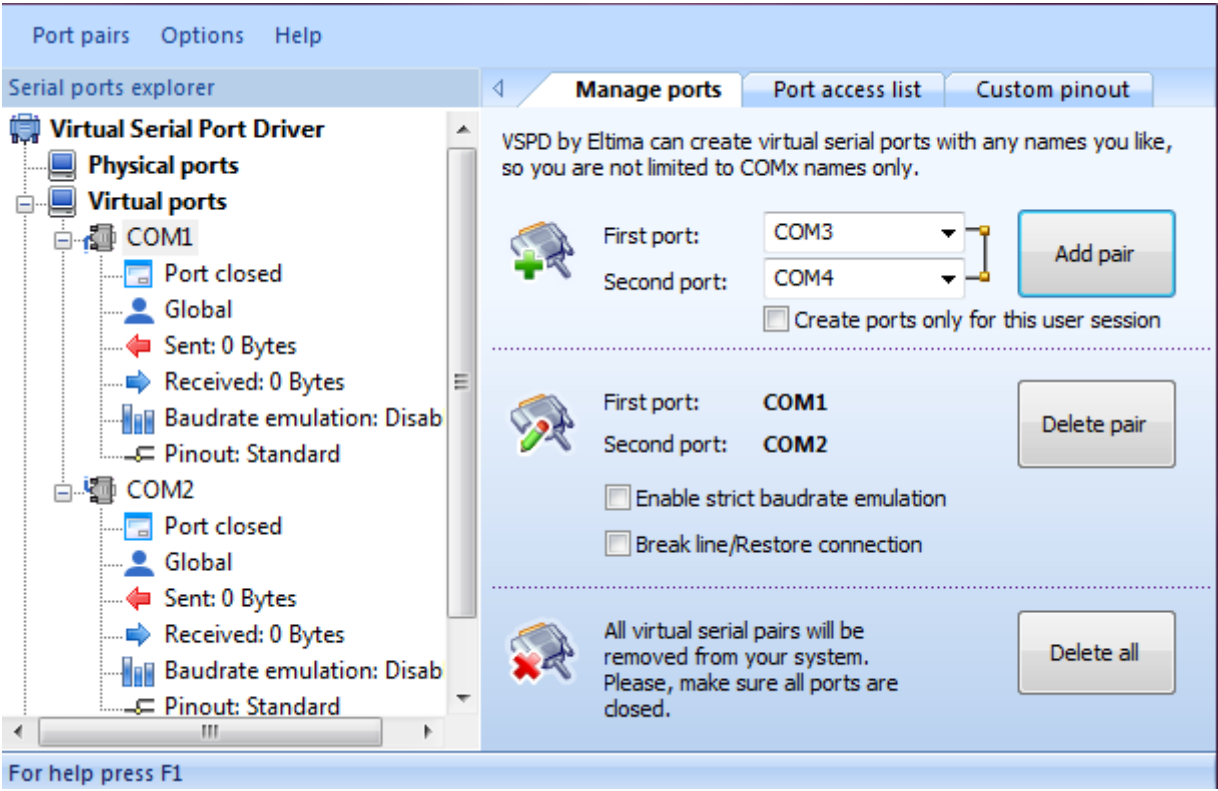 Port pairs Options Help
Serial ports explorer
Virtual Serial Port Driver
Physical ports
Virtual ports
COM1
Port closed
Global
Sent: 0 Bytes
Received: 0 Bytes
Baudrate emulation: Disab
Pinout: Standard
COM2
Port closed
Global
Sent: 0 Bytes
Received: 0 Bytes
Baudrate emulation: Disab
Pinout: Standard
Manage ports Port access list Custom pinout
VSPD by Eltima can create virtual serial ports with any names you like,
so you are not limited to COMx names only.
First port: COM3
Second port: COM4
Add pair
Create ports only for this user session
First port: COM1
Second port: COM2
Delete pair
Enable strict baudrate emulation
Break line/Restore connection
All virtual serial pairs will be
removed from your system.
Please, make sure all ports are
closed.
Delete all
For help press F1